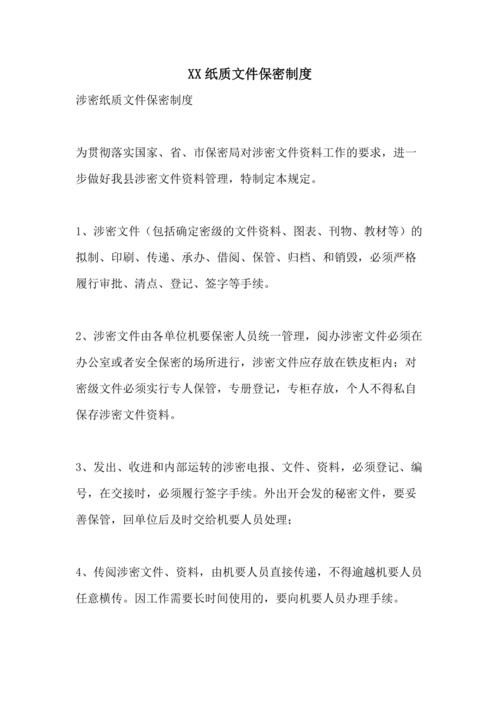 XX 纸质文件保密制度
涉密纸质文件保密制度
为贯彻落实国家、省、市保密局对涉密文件资料工作的要求，进一
步做好我县涉密文件资料管理，特制定本规定。
1、涉密文件（包括确定密级的文件资料、图表、刊物、教材等）的
拟制、印刷、传递、承办、借阅、保管、归档、和销毁，必须严格
履行审批、清点、登记、签字等手续。
2、涉密文件由各单位机要保密人员统一管理，阅办涉密文件必须在
办公室或者安全保密的场所进行，涉密文件应存放在铁皮柜内；对
密级文件必须实行专人保管，专册登记，专柜存放，个人不得私自
保存涉密文件资料。
3、发出、收进和内部运转的涉密电报、文件、资料，必须登记、编
号，在交接时，必须履行签字手续。外出开会发的秘密文件，要妥
善保管，回单位后及时交给机要人员处理；
4、传阅涉密文件、资料，由机要人员直接传递，不得逾越机要人员
任意横传。因工作需要长时间使用的，要向机要人员办理手续。